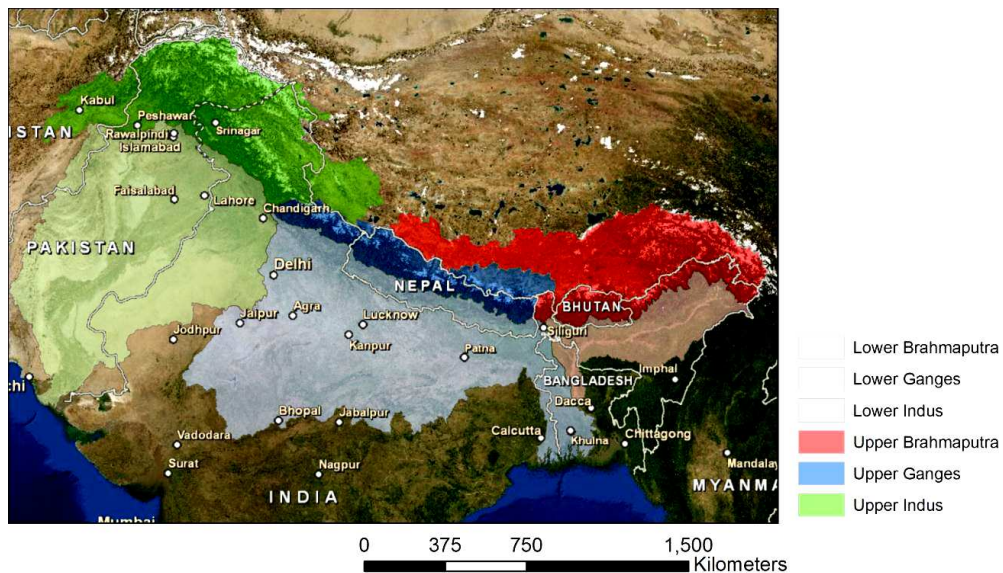 Kabul
ISTAN
Peshawar
Rawalpindi
Islamabad
Srinagar
Faisalabad
Lahore
Chandigarh
PAKISTAN
Delhi
NEPAL
BHUTAN
Jaipur
Agra
Lucknow
Siliguri
Jodhpur
Kanpur
Patna
Imphal
chi
BANGLADESH
Dacca
Bhopal
Jabalpur
Calcutta
Khulna
Chittagong
Vadodara
Surat
Nagpur
Mandalay
INDIA
MYANMA
Mumbai
Lower Brahmaputra
Lower Ganges
Lower Indus
Upper Brahmaputra
Upper Ganges
Upper Indus
0 375 750 1,500
Kilometers